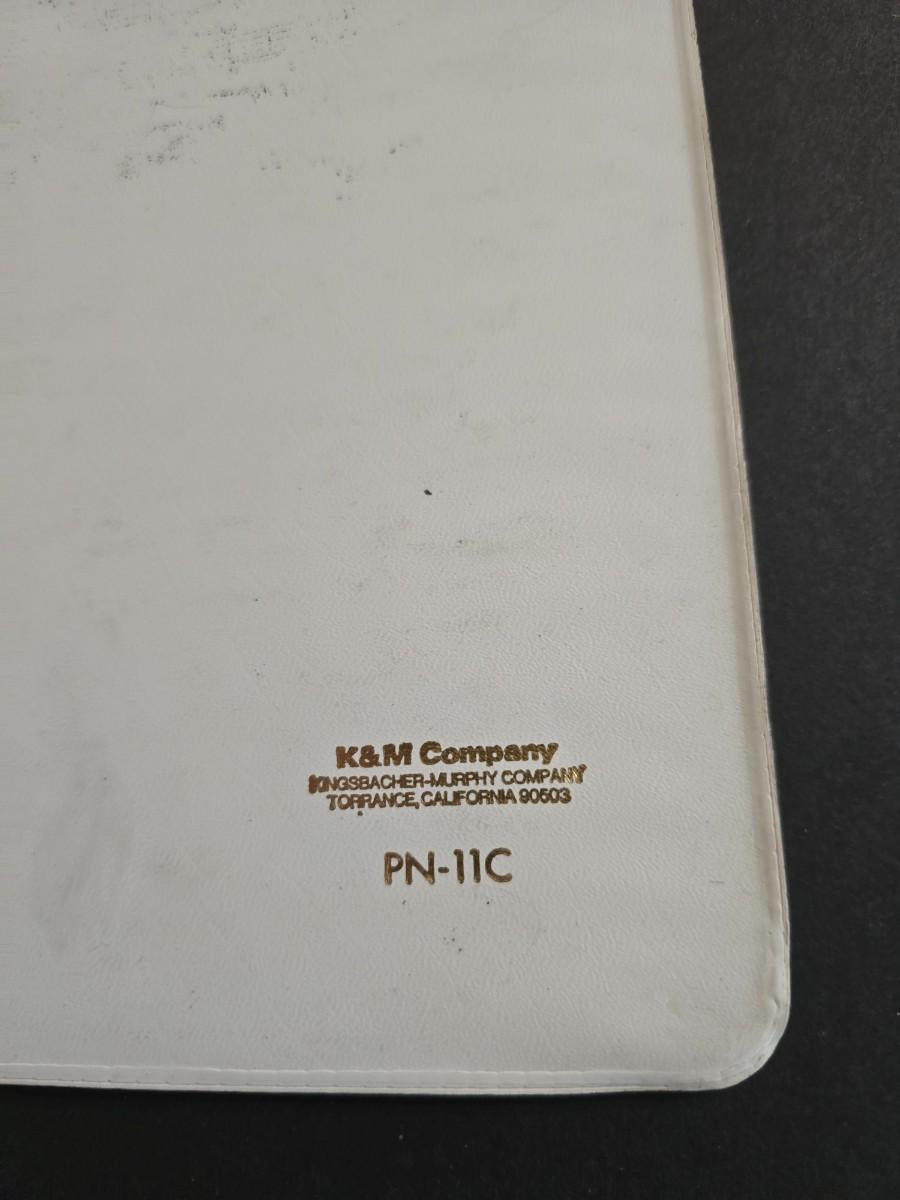 K&M Company
KINGSBACHER-MURPHY COMPANY
TORRANCE, CALIFORNIA 90503
PN-11C